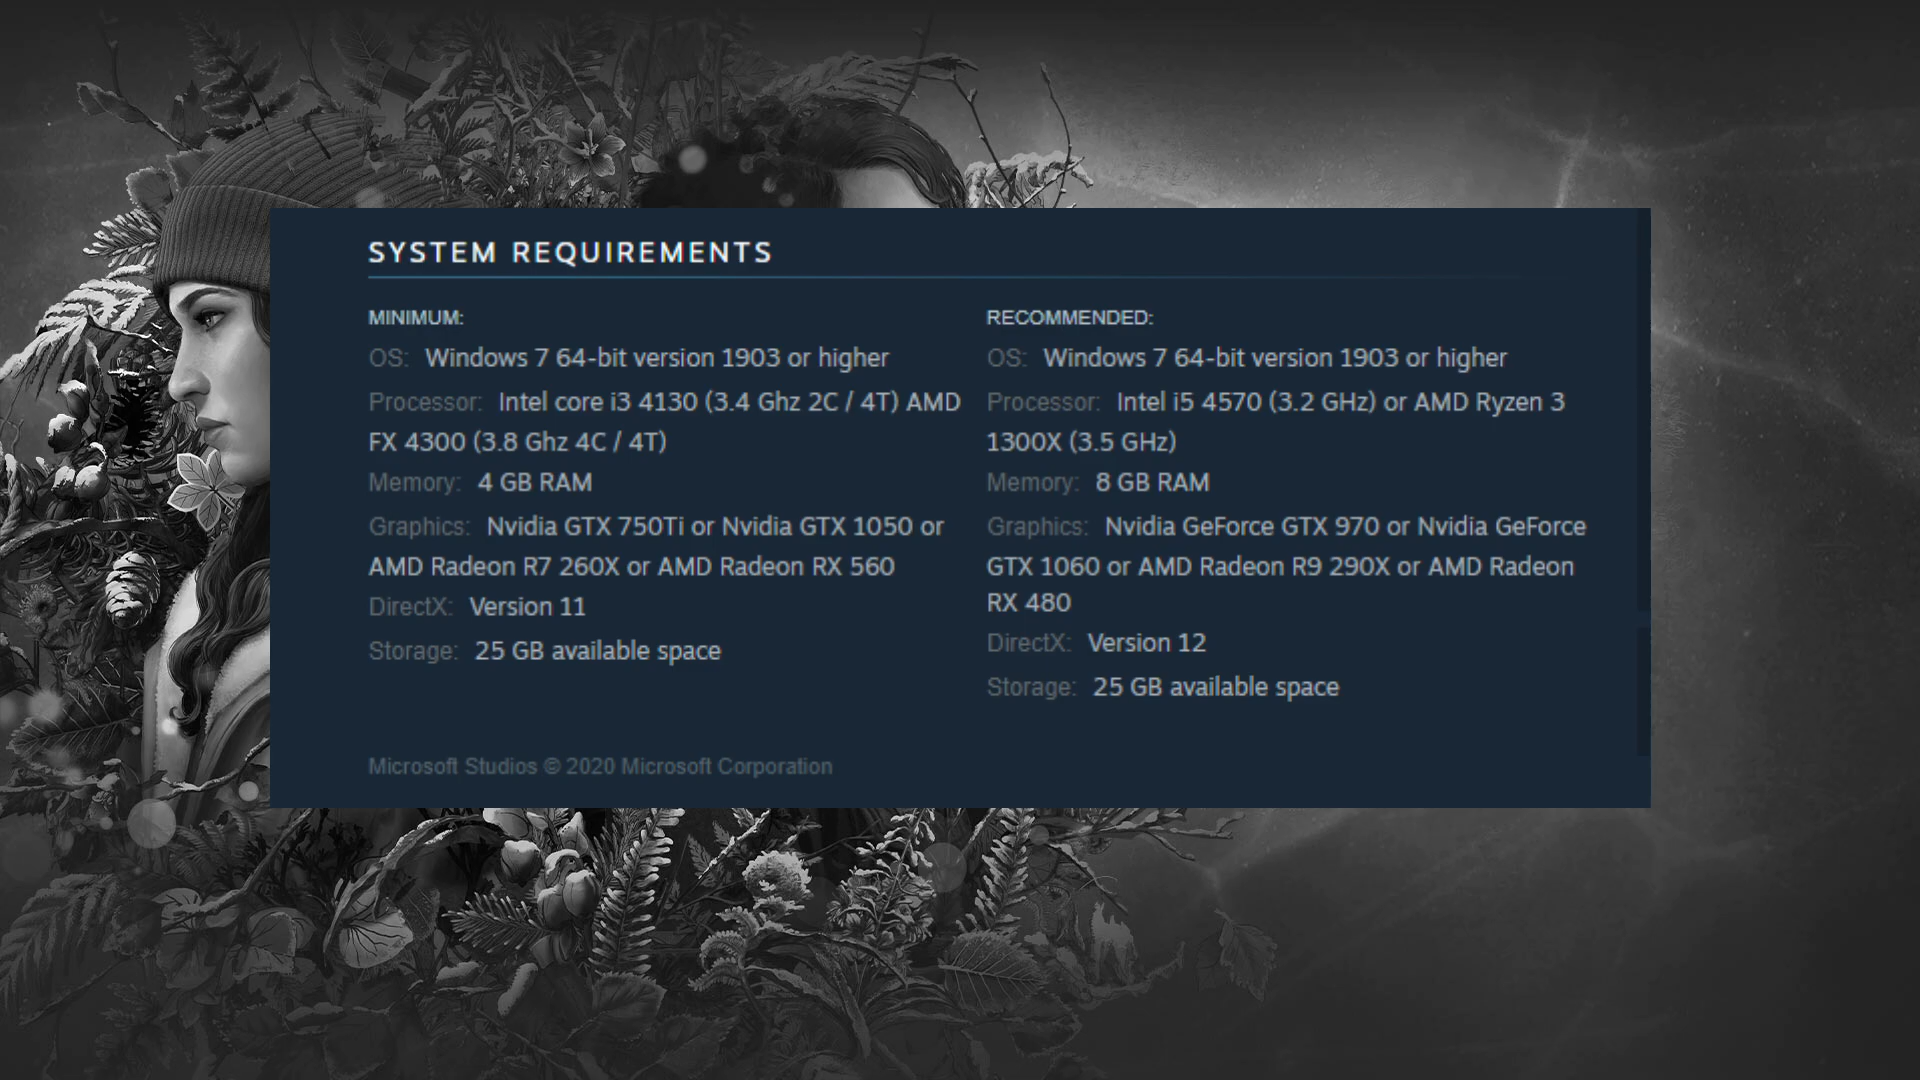 SYSTEM REQUIREMENTS
MINIMUM:
OS: Windows 7 64-bit version 1903 or higher
Processor: Intel core i3 4130 (3.4 Ghz 2C / 4T) AMD
FX 4300 (3.8 Ghz 4C / 4T)
Memory: 4 GB RAM
Graphics: Nvidia GTX 750Ti or Nvidia GTX 1050 or
AMD Radeon R7 260X or AMD Radeon RX 560
DirectX: Version 11
Storage: 25 GB available space
RECOMMENDED:
OS: Windows 7 64-bit version 1903 or higher
Processor: Intel i5 4570 (3.2 GHz) or AMD Ryzen 3
1300X (3.5 GHz)
Memory: 8 GB RAM
Graphics: Nvidia GeForce GTX 970 or Nvidia GeForce
GTX 1060 or AMD Radeon R9 290X or AMD Radeon
RX 480
DirectX: Version 12
Storage: 25 GB available space
Microsoft Studios © 2020 Microsoft Corporation